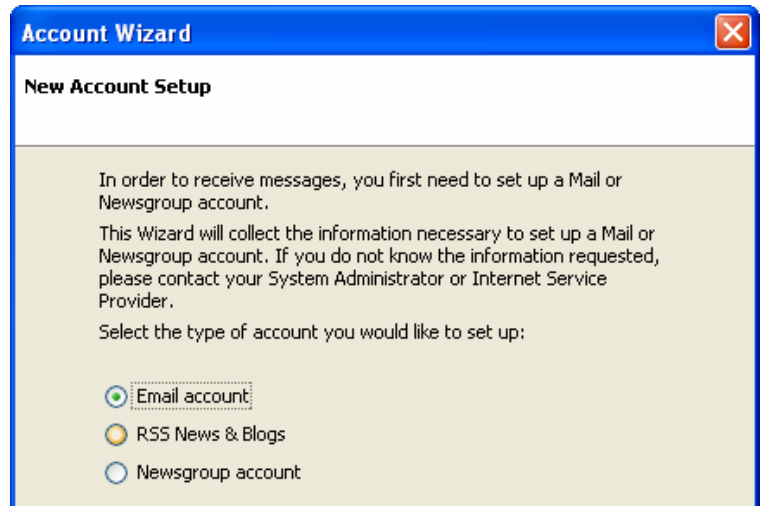 Account Wizard
New Account Setup
In order to receive messages, you first need to set up a Mail or
Newsgroup account.
This Wizard will collect the information necessary to set up a Mail or
Newsgroup account. If you do not know the information requested,
please contact your System Administrator or Internet Service
Provider.
Select the type of account you would like to set up:
Email account
RSS News & Blogs
Newsgroup account